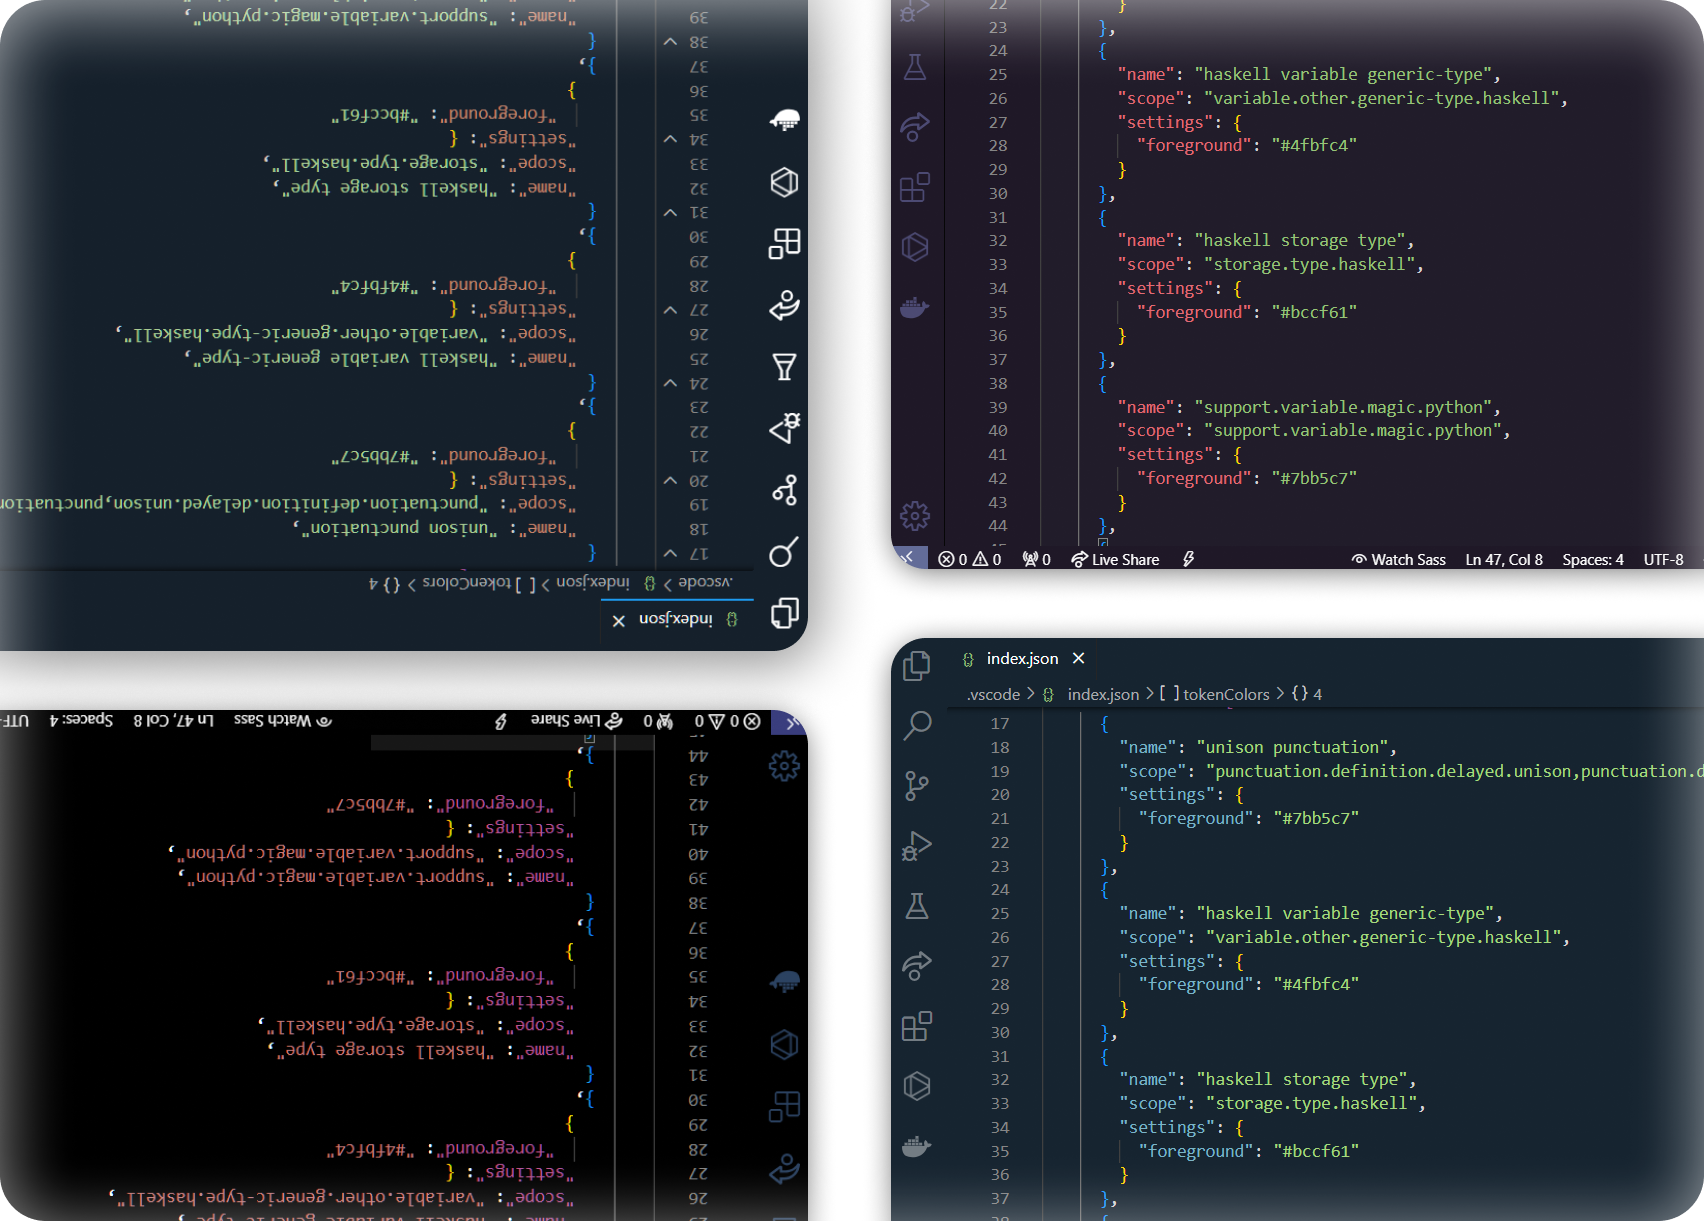 index.json ×
.vscode > {} index.json > [ ] tokenColors > {} 4
17 {
18 "name": "unison punctuation",
19 "scope": "punctuation.definition.delayed.unison,punctuation
20 "settings": {
21 "foreground": "#7bb5c7"
22 }
23 },
24 {
25 "name": "haskell variable generic-type",
26 "scope": "variable.other.generic-type.haskell",
27 "settings": {
28 "foreground": "#4fbfc4"
29 }
30 },
31 {
32 "name": "haskell storage type",
33 "scope": "storage.type.haskell",
34 "settings": {
35 "foreground": "#bccf61"
36 }
37 },
38 {
39 "name": "support.variable.magic.python",
22 }
23 },
24 {
25 "name": "haskell variable generic-type",
26 "scope": "variable.other.generic-type.haskell",
27 "settings": {
28 "foreground": "#4fbfc4"
29 }
30 },
31 {
32 "name": "haskell storage type",
33 "scope": "storage.type.haskell",
34 "settings": {
35 "foreground": "#bccf61"
36 }
37 },
38 {
39 "name": "support.variable.magic.python",
40 "scope": "support.variable.magic.python",
41 "settings": {
42 "foreground": "#7bb5c7"
43 }
44 },
45 {
0 0 0 Live Share Watch Sass Ln 47, Col 8 Spaces: 4 UTF-8
25 "name": "haskell variable generic-type",
26 "scope": "variable.other.generic-type.haskell",
27 "settings": {
28 "foreground": "#4fbfc4"
29 }
30 },
31 {
32 "name": "haskell storage type",
33 "scope": "storage.type.haskell",
34 "settings": {
35 "foreground": "#bccf61"
36 }
37 },
38 {
39 "name": "support.variable.magic.python",
40 "scope": "support.variable.magic.python",
41 "settings": {
42 "foreground": "#7bb5c7"
43 }
44 },
45 {
0 0 0 Live Share Watch Sass Ln 47, Col 8 Spaces: 4 UTF-
index.json ×
.vscode > {} index.json > [ ] tokenColors > {} 4
17 {
18 "name": "unison punctuation",
19 "scope": "punctuation.definition.delayed.unison,punctuation.d
20 "settings": {
21 "foreground": "#7bb5c7"
22 }
23 },
24 {
25 "name": "haskell variable generic-type",
26 "scope": "variable.other.generic-type.haskell",
27 "settings": {
28 "foreground": "#4fbfc4"
29 }
30 },
31 {
32 "name": "haskell storage type",
33 "scope": "storage.type.haskell",
34 "settings": {
35 "foreground": "#bccf61"
36 }
37 },
38 {